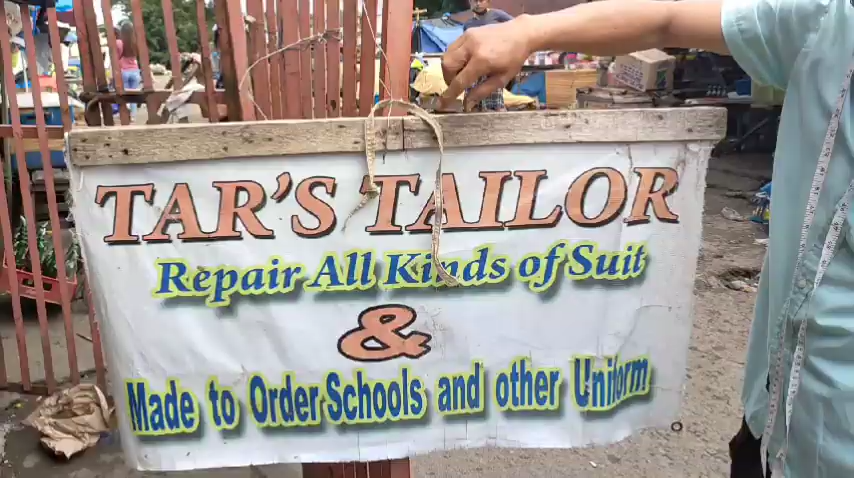 TAR'S TAILOR
Repair All Kinds of Suit
&
Made to Order Schools and other Uniform